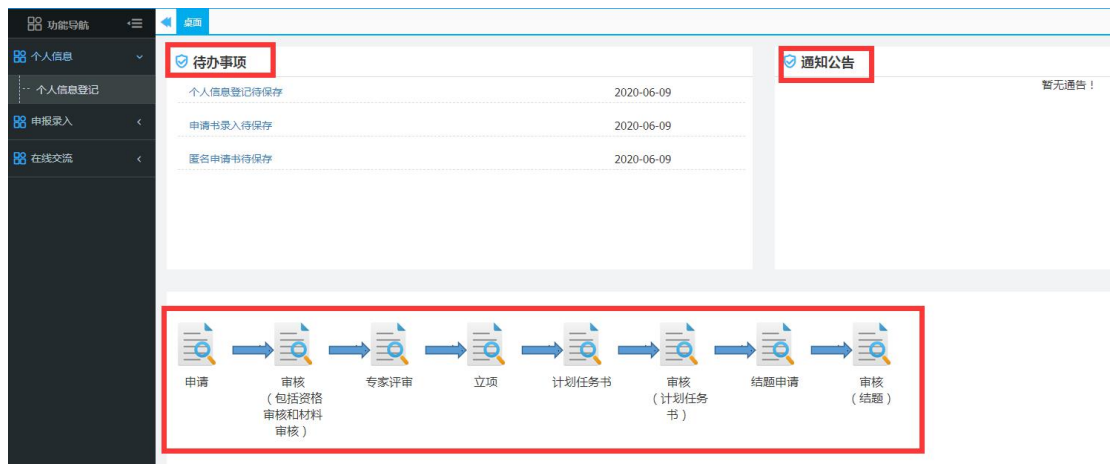 功能导航
桌面
个人信息
个人信息登记
申报录入
在线交流
待办事项
个人信息登记待保存 2020-06-09
申请书录入待保存 2020-06-09
匿名申请书待保存 2020-06-09
通知公告
暂无通告！
申请
审核
（包括资格
审核和材料
审核）
专家评审
立项
计划任务书
审核
（计划任务
书）
结题申请
审核
（结题）